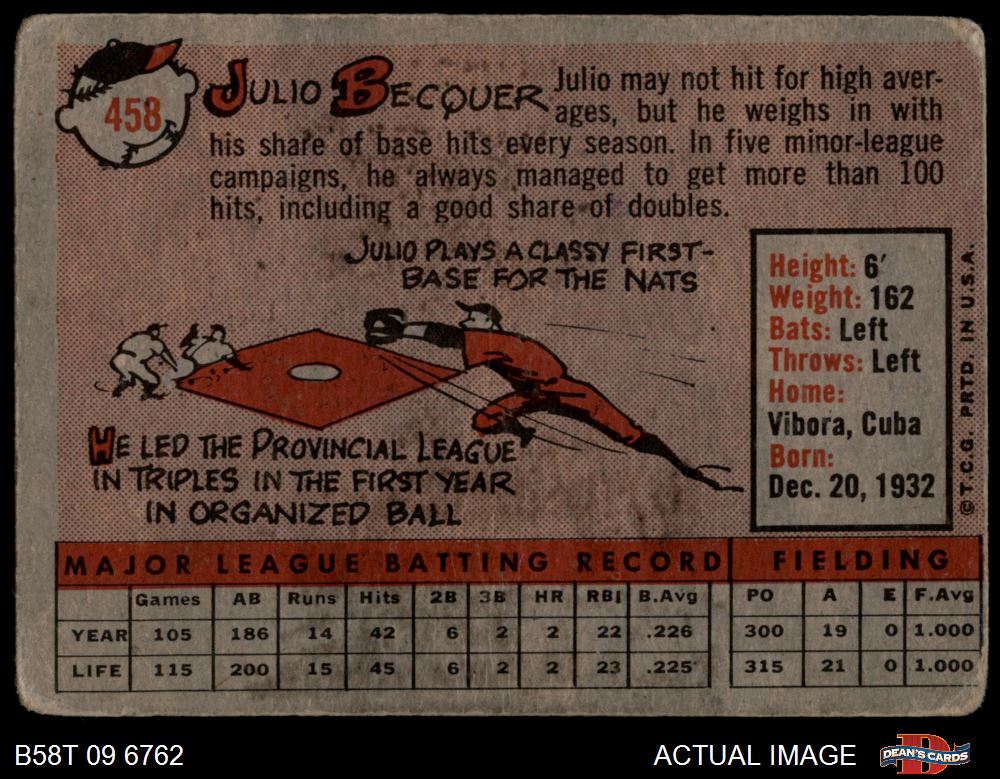 458
JULIO BECQUER
Julio may not hit for high aver-
ages, but he weighs in with
his share of base hits every season. In five minor-league
campaigns, he always managed to get more than 100
hits, including a good share of doubles.
JULIO PLAYS A CLASSY FIRST-
BASE FOR THE NATS
HE LED THE PROVINCIAL LEAGUE
IN TRIPLES IN THE FIRST YEAR
IN ORGANIZED BALL
Height: 6'
Weight: 162
Bats: Left
Throws: Left
Home:
Vibora, Cuba
Born:
Dec. 20, 1932
© T.C.G. PRTD. IN U.S.A.
MAJOR LEAGUE BATTING RECORD FIELDING
Games AB Runs Hits 2B 3B HR RBI B.Avg PO A E F.Avg
YEAR 105 186 14 42 6 2 2 22 .226 300 19 0 1.000
LIFE 115 200 15 45 6 2 2 23 .225 315 21 0 1.000
B58T 09 6762 ACTUAL IMAGE DEAN'S CARDS